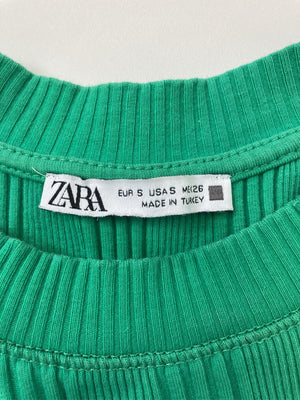 ZARA
EUR S USA S MEX 26
MADE IN TURKEY